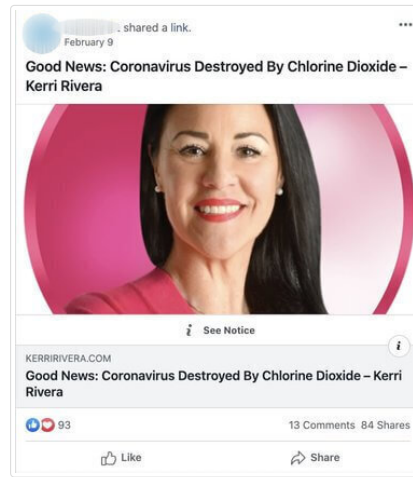 shared a link.
February 9
Good News: Coronavirus Destroyed By Chlorine Dioxide –
Kerri Rivera
i See Notice
i
KERRIRIVERA.COM
Good News: Coronavirus Destroyed By Chlorine Dioxide – Kerri
Rivera
93
13 Comments 84 Shares
Like
Share